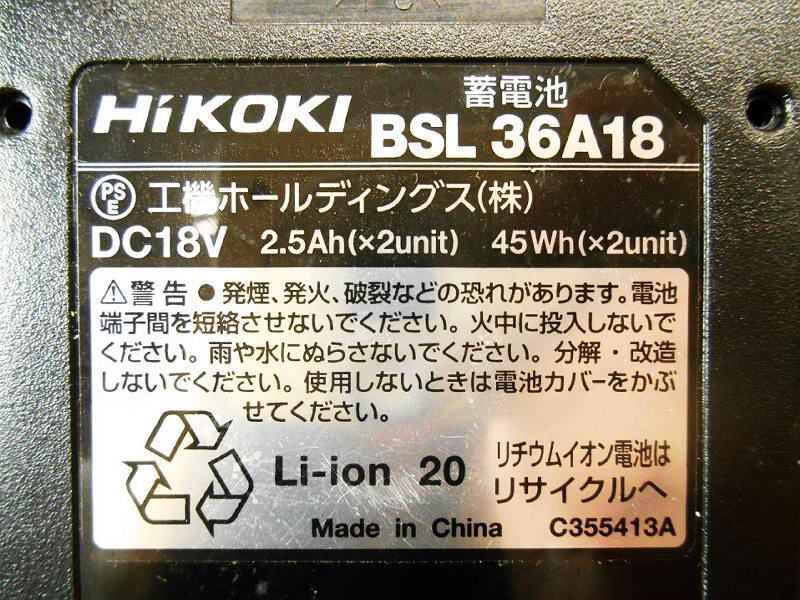 HiKOKI
蓄電池
BSL 36A18
PS
E
工機ホールディングス(株)
DC18V 2.5Ah(×2unit) 45Wh(×2unit)
⚠警告 ● 発煙、発火、破裂などの恐れがあります。電池
端子間を短絡させないでください。火中に投入しないで
ください。雨や水にぬらさないでください。分解・改造
しないでください。使用しないときは電池カバーをかぶ
せてください。
Li-ion 20
リチウムイオン電池は
リサイクルへ
Made in China C355413A